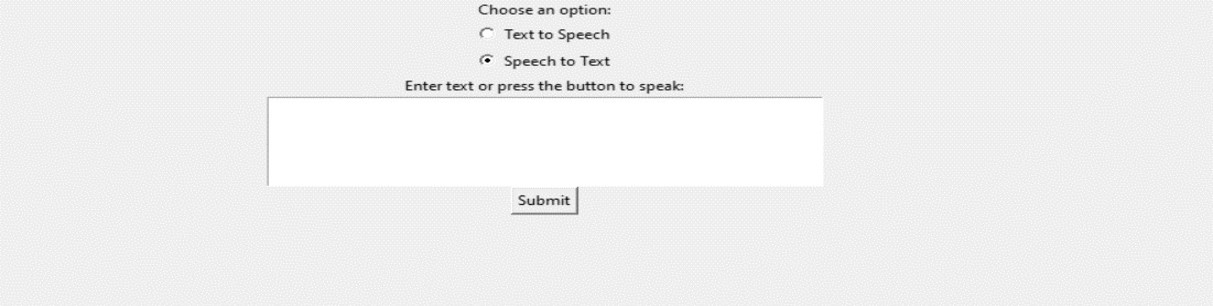 Choose an option:
Text to Speech
Speech to Text
Enter text or press the button to speak:
Submit